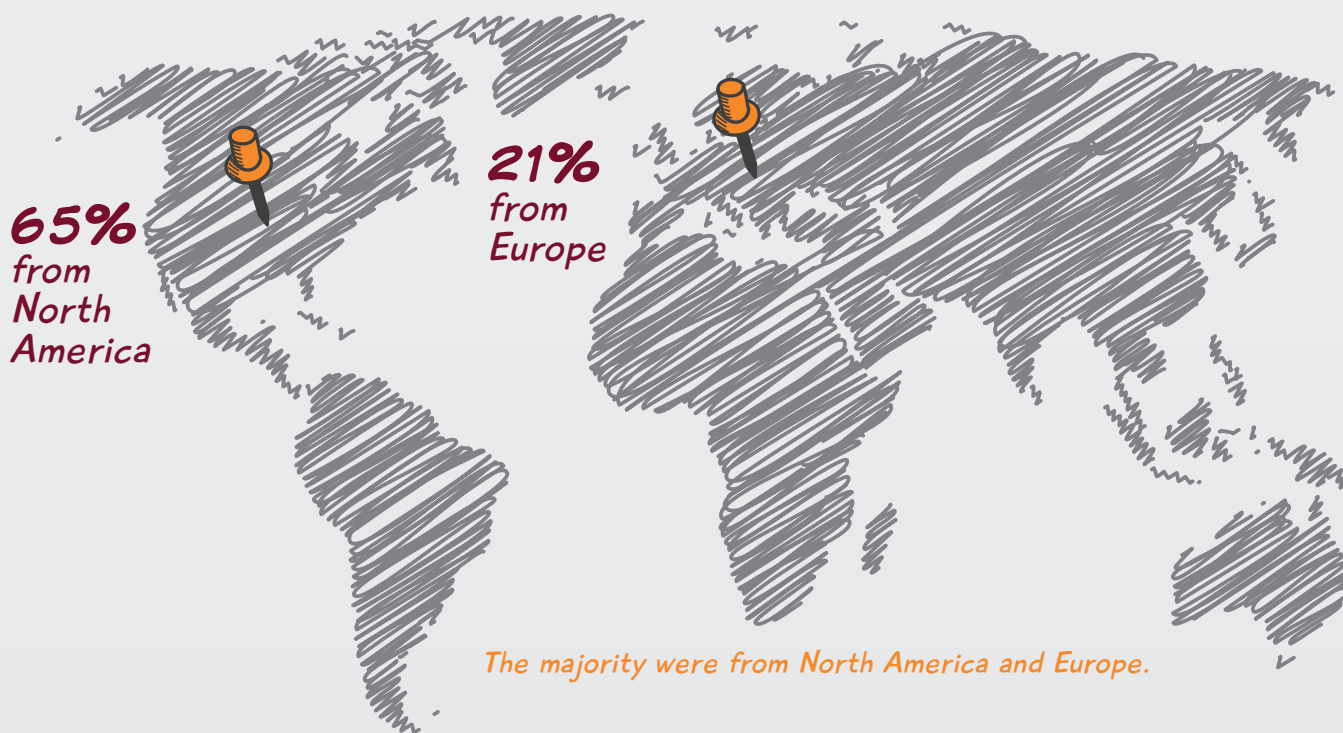 65%
from
North
America
21%
from
Europe
The majority were from North America and Europe.